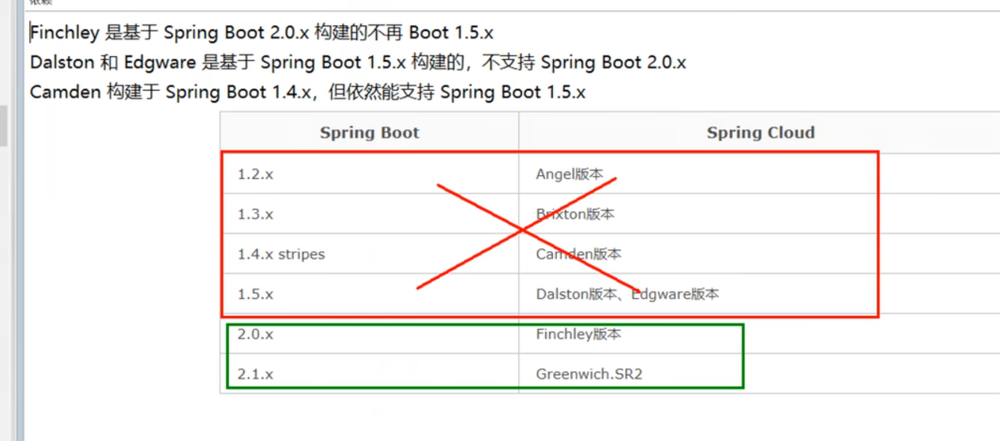 依赖
Finchley 是基于 Spring Boot 2.0.x 构建的不再 Boot 1.5.x
Dalston 和 Edgware 是基于 Spring Boot 1.5.x 构建的，不支持 Spring Boot 2.0.x
Camden 构建于 Spring Boot 1.4.x，但依然能支持 Spring Boot 1.5.x
Spring Boot Spring Cloud
1.2.x Angel版本
1.3.x Brixton版本
1.4.x stripes Camden版本
1.5.x Dalston版本、Edgware版本
2.0.x Finchley版本
2.1.x Greenwich.SR2